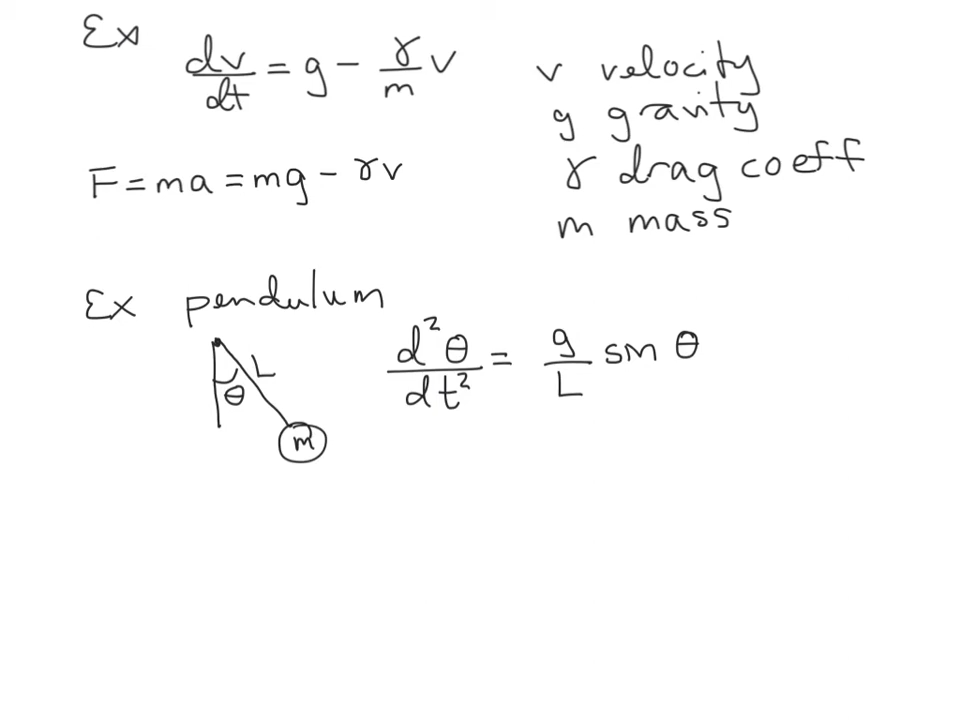 Ex dv/dt = g - γ/m v
v velocity
g gravity
γ drag coeff
m mass
F = ma = mg - γv
Ex pendulum
d²θ/dt² = g/L sin θ
L
θ
m